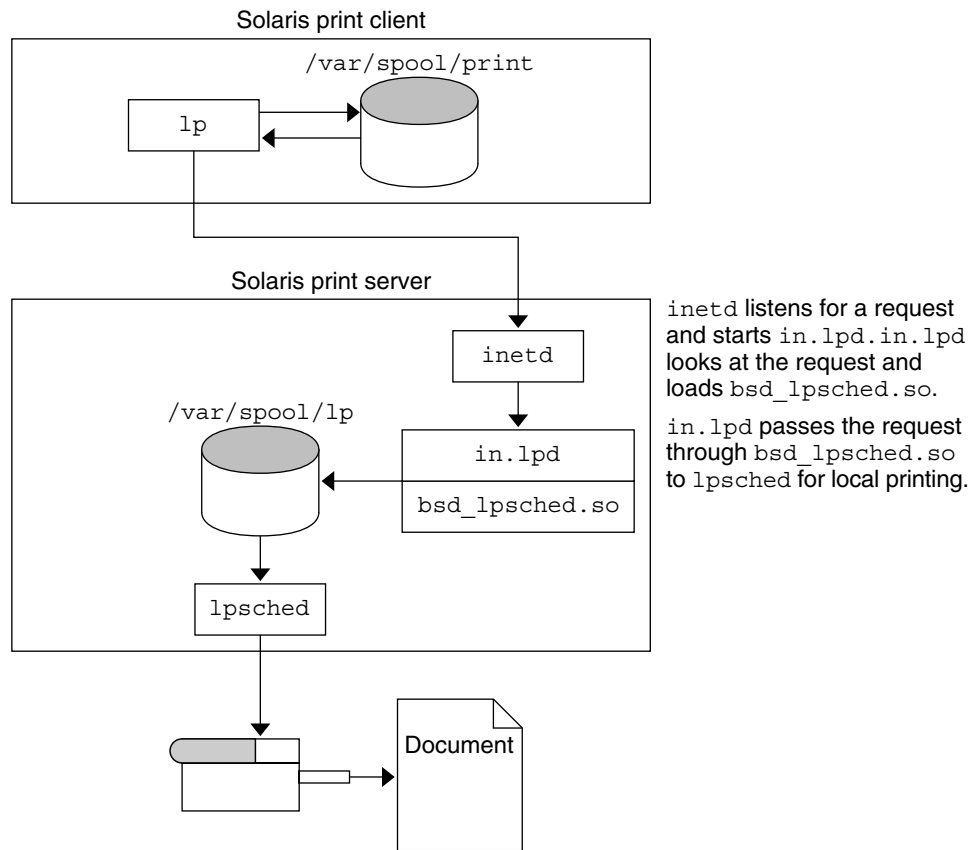 Solaris print client
/var/spool/print
lp
Solaris print server
inetd listens for a request
and starts in.lpd.in.lpd
looks at the request and
loads bsd_lpsched.so.
in.lpd passes the request
through bsd_lpsched.so
to lpsched for local printing.
inetd
/var/spool/lp
in.lpd
bsd_lpsched.so
lpsched
Document